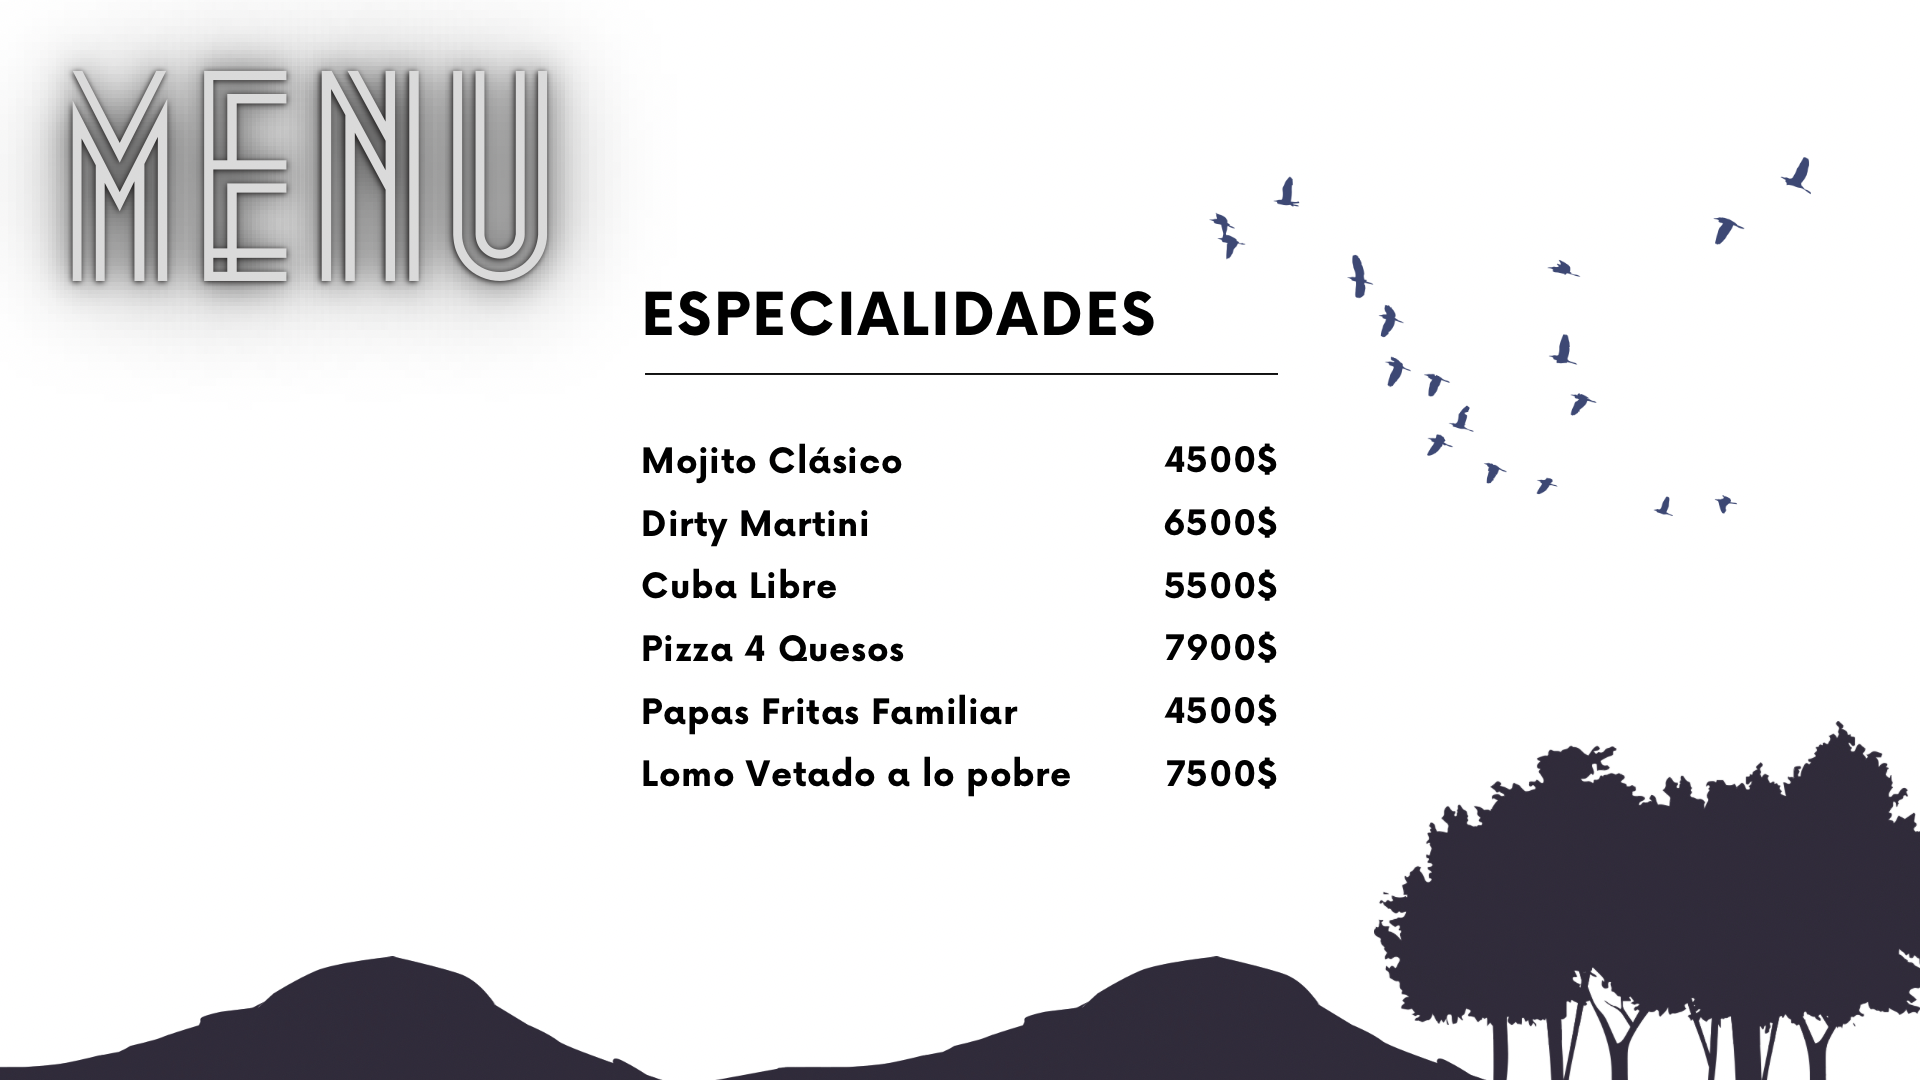 MENU
ESPECIALIDADES
Mojito Clásico 4500$
Dirty Martini 6500$
Cuba Libre 5500$
Pizza 4 Quesos 7900$
Papas Fritas Familiar 4500$
Lomo Vetado a lo pobre 7500$